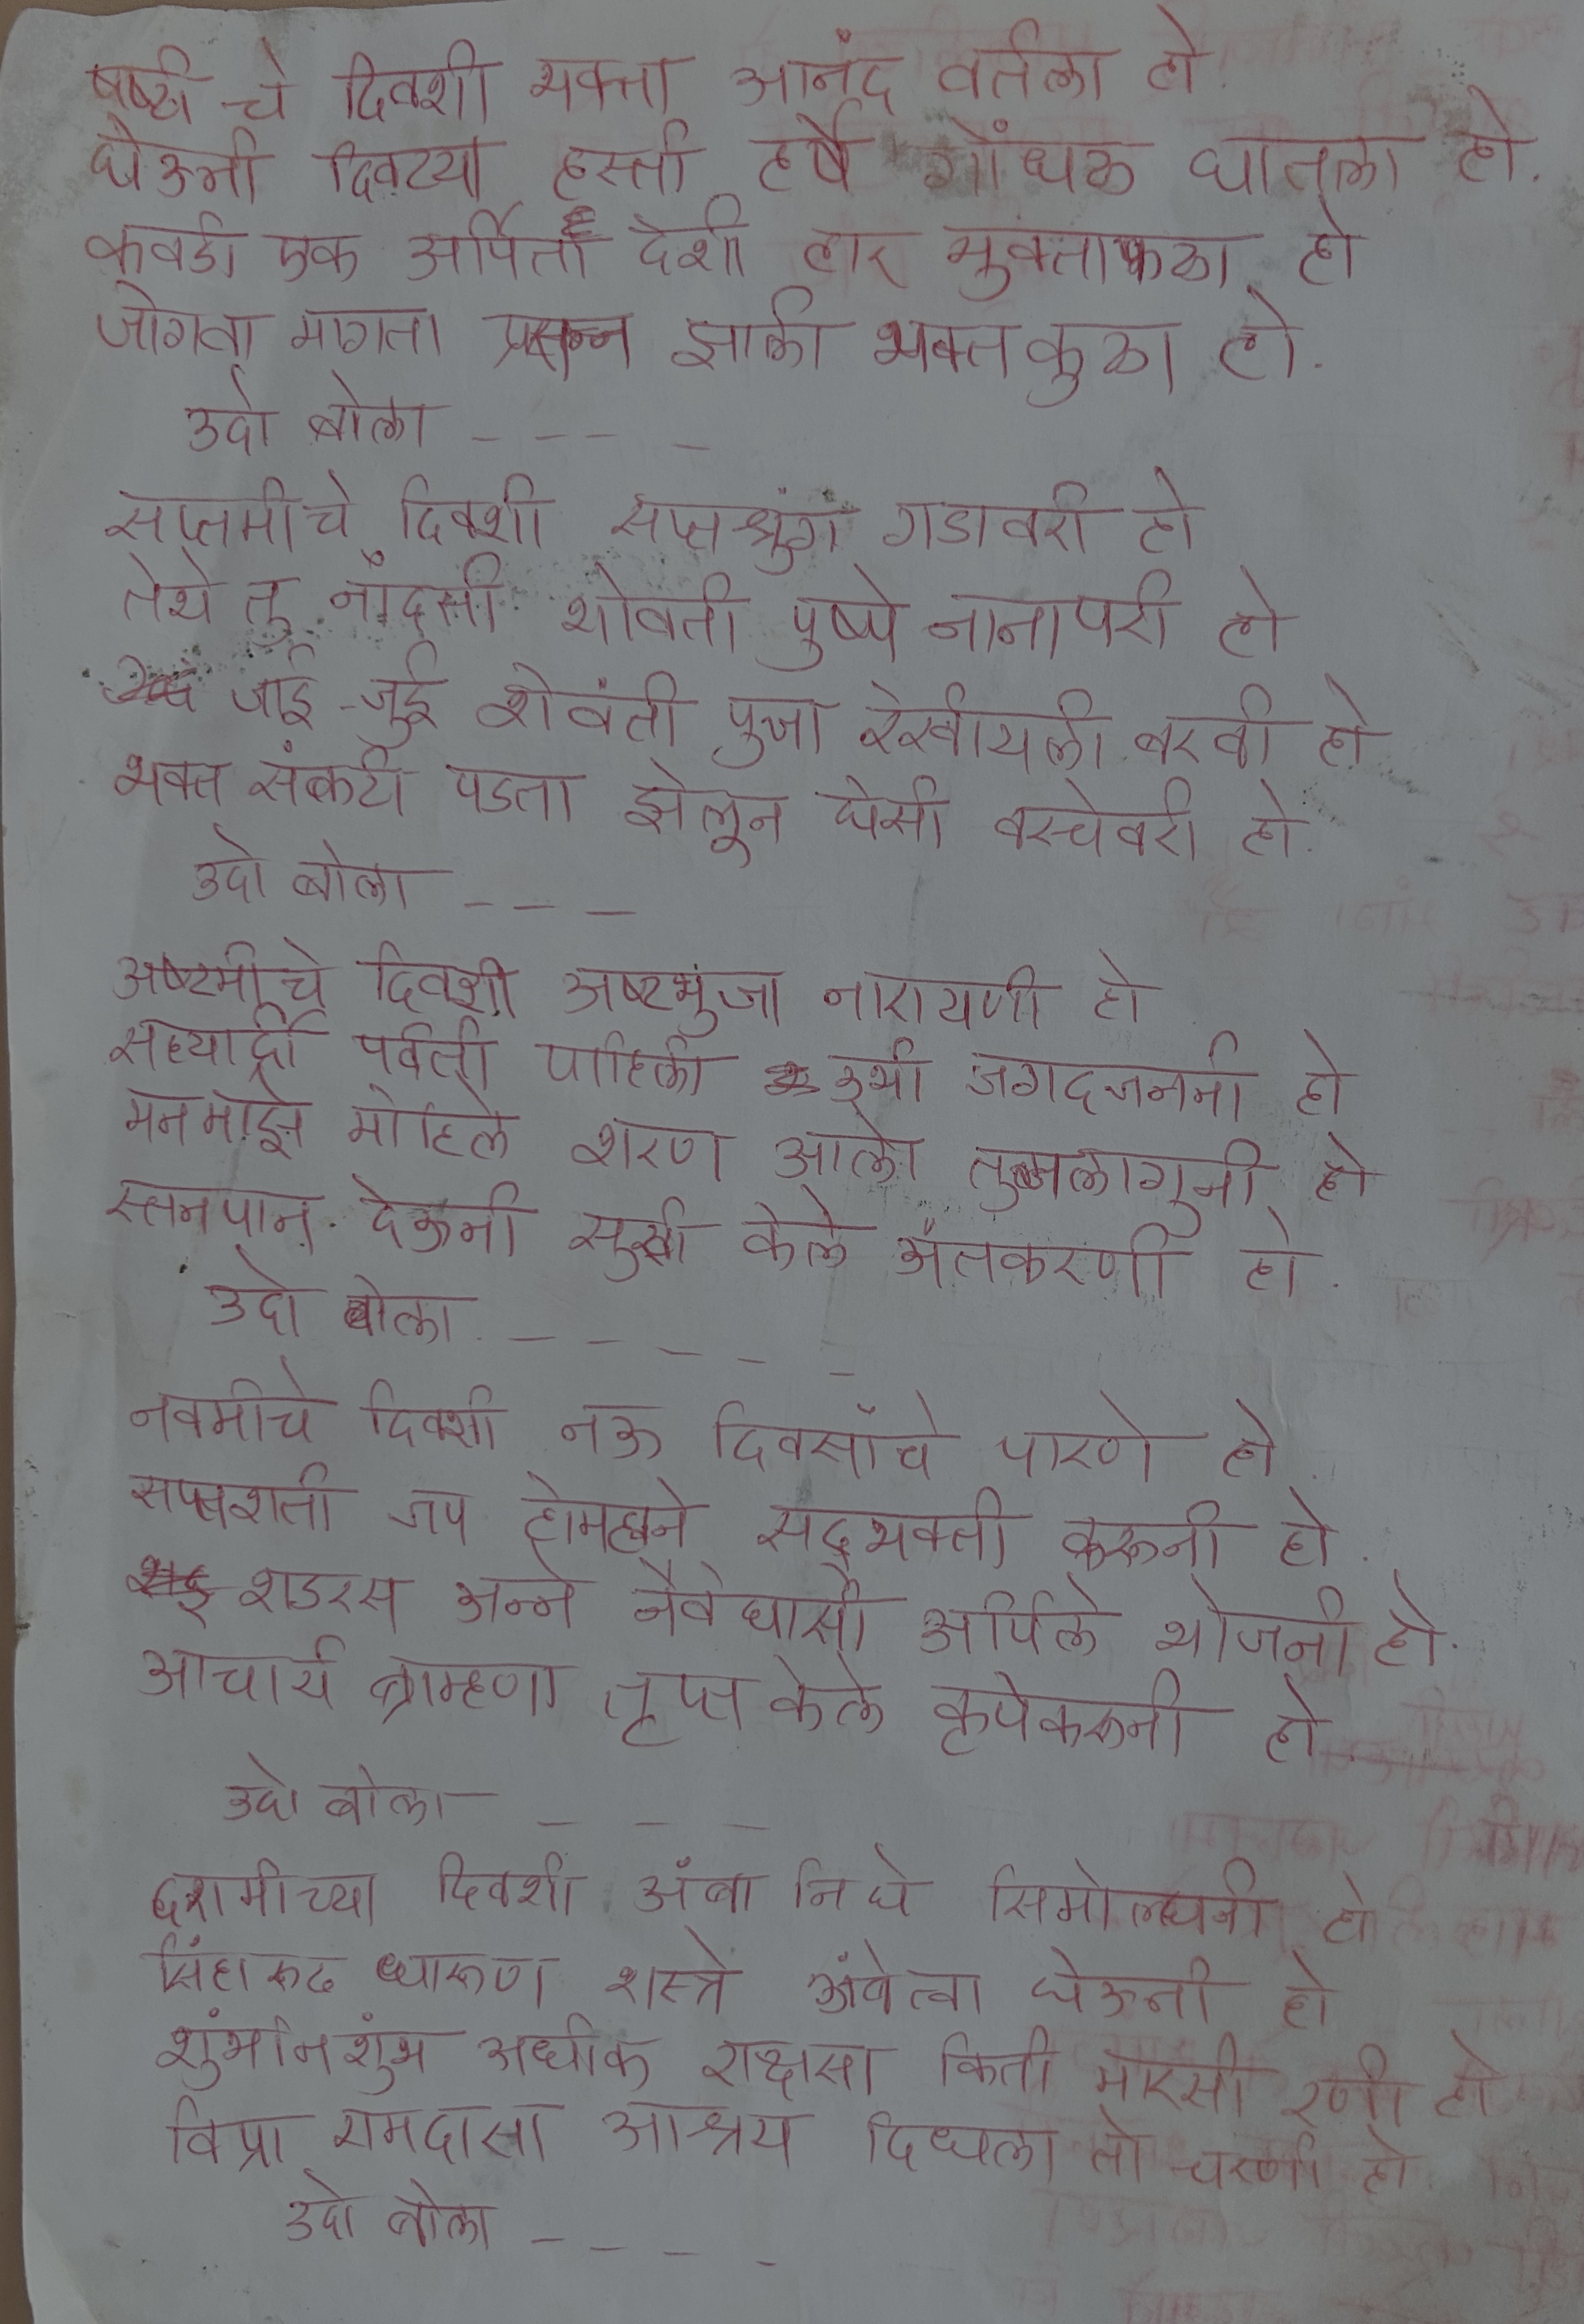 षष्ठी चे दिवशी भक्ता आनंद वर्तला हो.
घेऊनी दिवट्या हस्ती हर्षे गोंधळ घातला हो.
कवडी एक अर्पिता देशी हार मुक्ताफळा हो
जोगवा मागता प्रसन्न झाली भक्तकुळा हो.
उदो बोला - - - -
सप्तमीचे दिवशी सप्तश्रुंग गडावरी हो
तेथे तु नांदसी भोवती पुष्पे नानापरी हो
जाई-जुई शेवंती पुजा रेखीयली बरवी हो
भक्त संकटी पडता झेलून घेसी वरचेवरी हो.
उदो बोला - - -
अष्टमीचे दिवशी अष्टभुजा नारायणी हो
सह्याद्री पर्वती पाहिली उभी जगदजननी हो
मनमाझे मोहिले शरण आलो तुजलागुनी हो
स्तनपान देऊनी सुखी केले अंतकरणी हो.
उदो बोला - - - - -
नवमीचे दिवशी नऊ दिवसांचे पारणे हो.
सप्तशती जप होमहवने सद्भक्ती करूनी हो.
शडरस अन्ने नैवेद्यासी अर्पिले भोजनी हो.
आचार्य ब्राम्हणा तृप्त केले कृपेकरूनी हो.
उदो बोला - - -
दशमीच्या दिवशी अंबा निघे सिमोल्घनी हो
सिंहारूढ धारूण शस्त्रे अंबेत्वा घेऊनी हो
शुंभनिशुंभ अधीक राक्षसा किती मारसी रणी हो
विप्रा रामदासा आश्रय दिधला तो चरणी हो.
उदो बोला - - - -